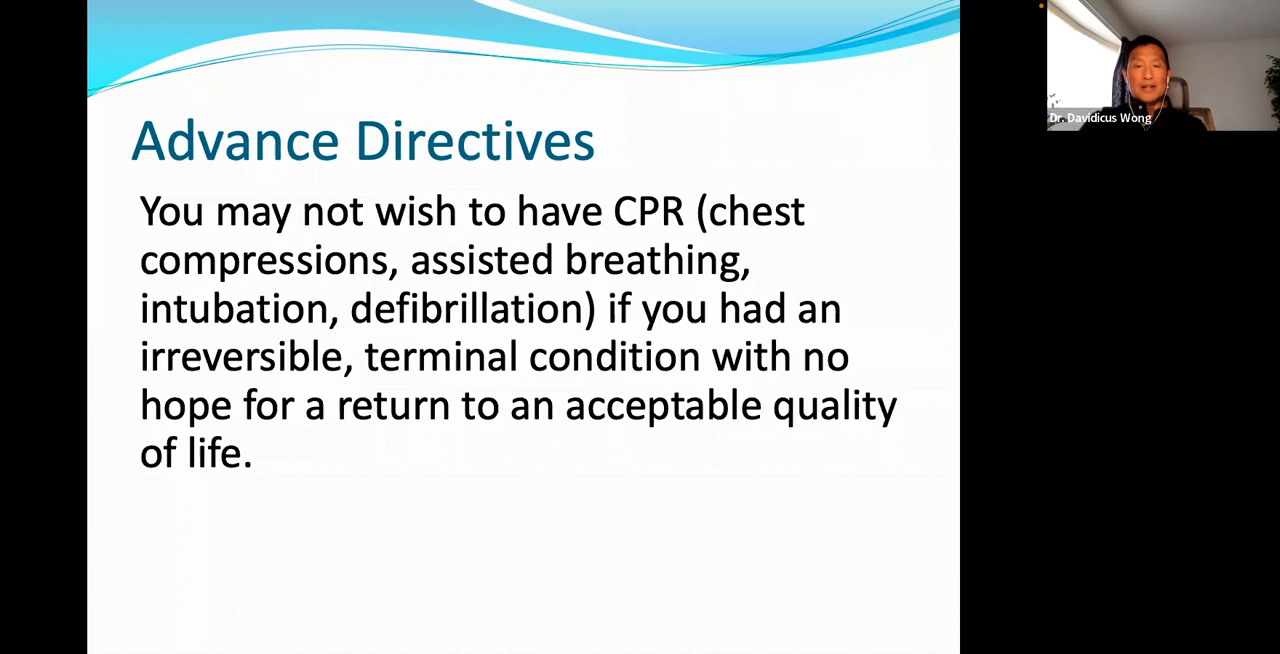 Advance Directives
You may not wish to have CPR (chest
compressions, assisted breathing,
intubation, defibrillation) if you had an
irreversible, terminal condition with no
hope for a return to an acceptable quality
of life.
Dr. Davidicus Wong